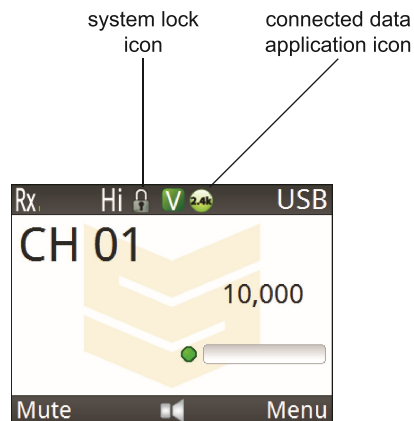 system lock
icon
connected data
application icon
Rx Hi V 2.4k USB
CH 01
10,000
Mute Menu